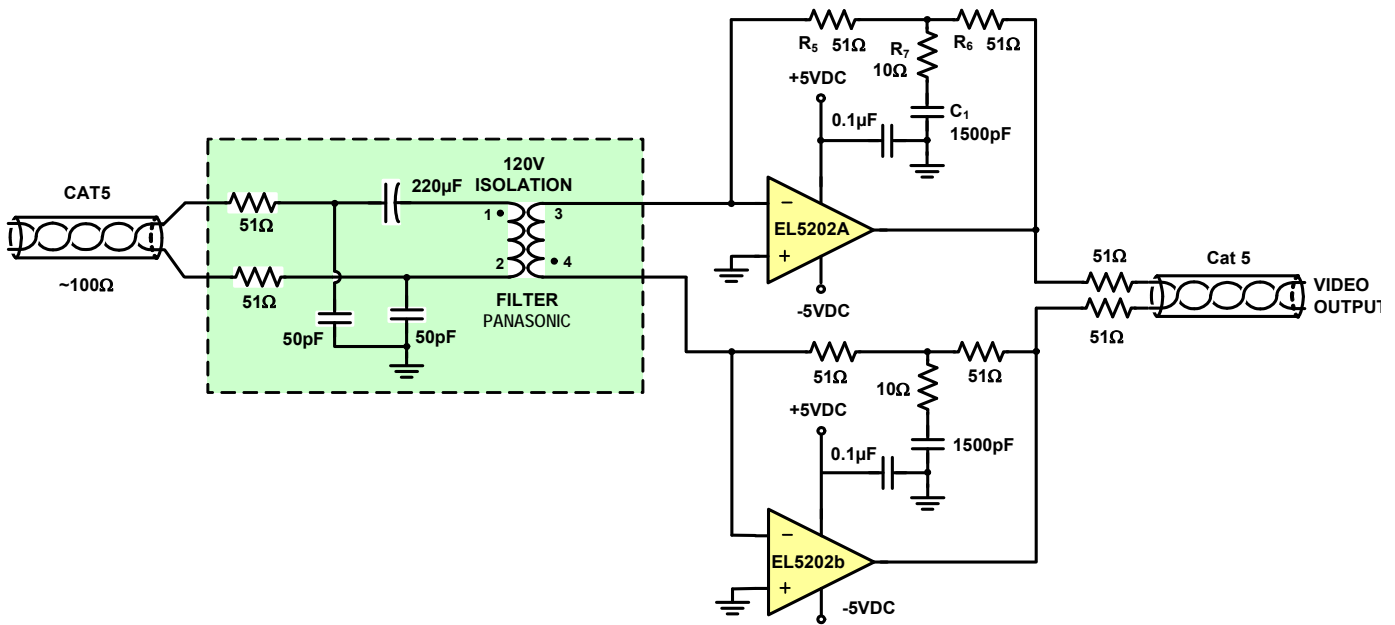 R5 51Ω
R7
10Ω
R6 51Ω
+5VDC
0.1µF
C1
1500pF
CAT5
~100Ω
51Ω
51Ω
220µF
120V
ISOLATION
1
3
2
4
FILTER
PANASONIC
50pF
50pF
−
EL5202A
+
-5VDC
51Ω
Cat 5
VIDEO
OUTPUT
51Ω
51Ω
51Ω
10Ω
+5VDC
0.1µF
1500pF
−
EL5202b
+
-5VDC